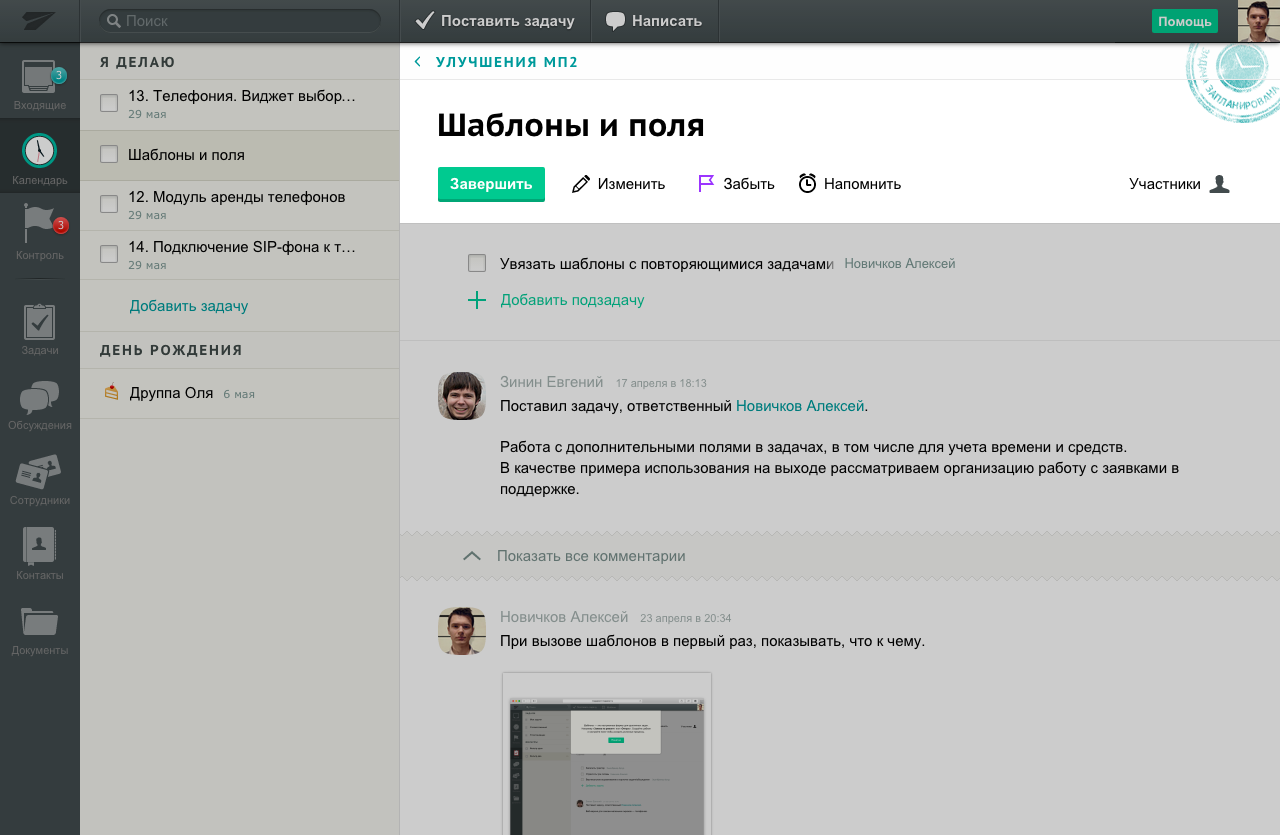 Поиск
Поставить задачу
Написать
Помощь
Входящие
3
Календарь
Контроль
3
Задачи
Обсуждения
Сотрудники
Контакты
Документы
Я ДЕЛАЮ
13. Телефония. Виджет выбор…
29 мая
Шаблоны и поля
12. Модуль аренды телефонов
29 мая
14. Подключение SIP-фона к т…
29 мая
Добавить задачу
ДЕНЬ РОЖДЕНИЯ
Друппа Оля 6 мая
УЛУЧШЕНИЯ МП2
ЗАДАЧА ЗАПЛАНИРОВАНА
Шаблоны и поля
Завершить
Изменить
Забыть
Напомнить
Участники
Увязать шаблоны с повторяющимися задачами Новичков Алексей
Добавить подзадачу
Зинин Евгений 17 апреля в 18:13
Поставил задачу, ответственный Новичков Алексей.
Работа с дополнительными полями в задачах, в том числе для учета времени и средств.
В качестве примера использования на выходе рассматриваем организацию работу с заявками в
поддержке.
Показать все комментарии
Новичков Алексей 23 апреля в 20:34
При вызове шаблонов в первый раз, показывать, что к чему.